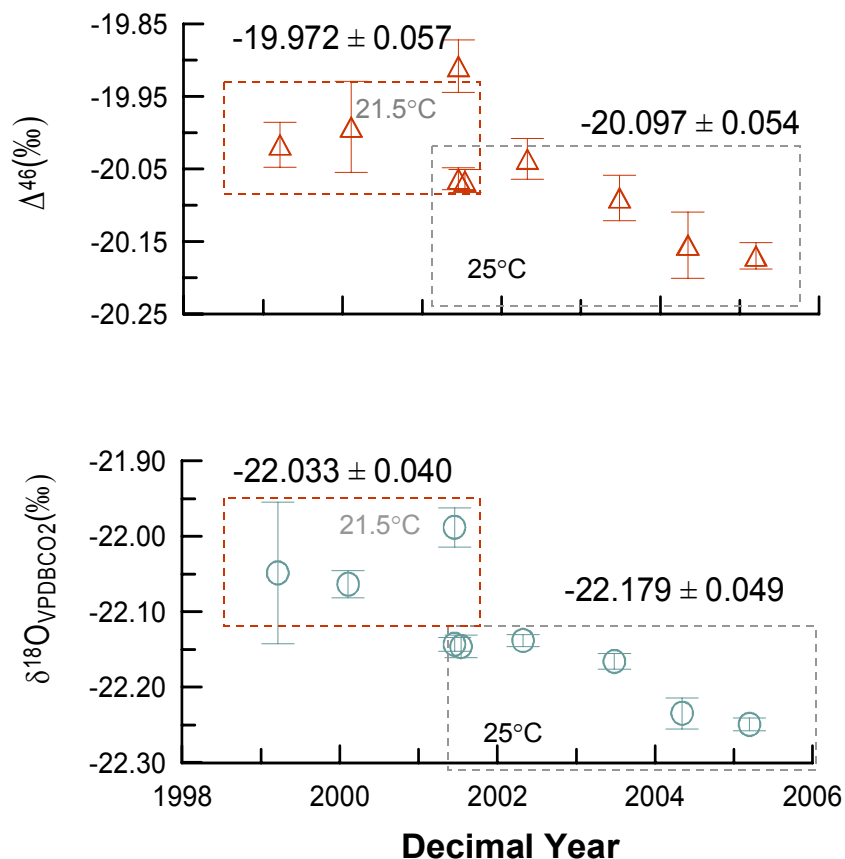 -19.85
-19.972 ± 0.057
-19.95
21.5°C
-20.097 ± 0.054
-20.05
Δ46(‰)
-20.15
25°C
-20.25
-21.90
-22.033 ± 0.040
21.5°C
-22.00
-22.179 ± 0.049
-22.10
δ18OVPDBCO2(‰)
-22.20
25°C
-22.30
1998 2000 2002 2004 2006
Decimal Year